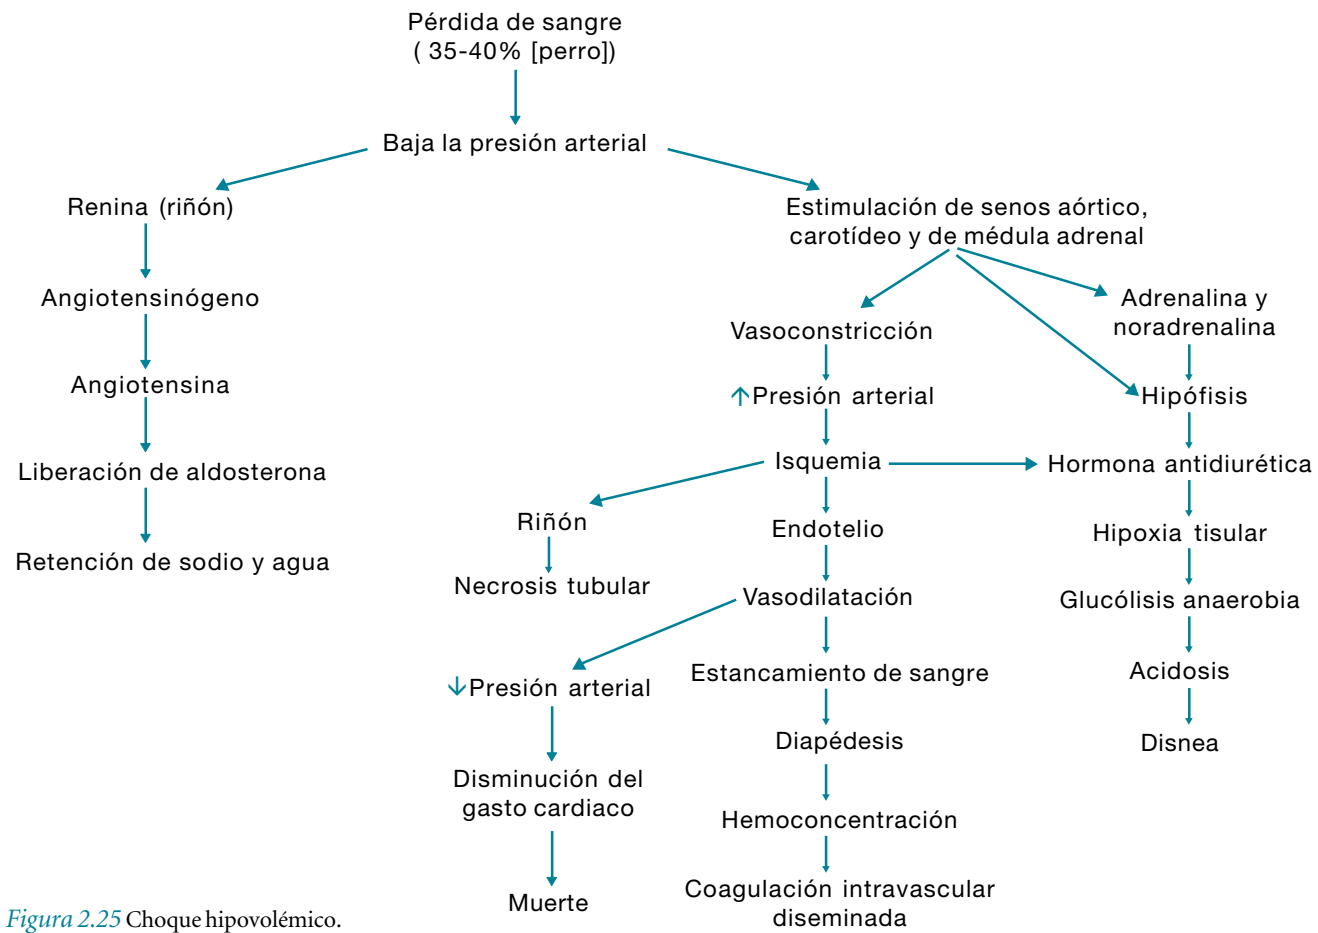 Pérdida de sangre
( 35-40% [perro])
Baja la presión arterial
Renina (riñón)
Angiotensinógeno
Angiotensina
Liberación de aldosterona
Retención de sodio y agua
Estimulación de senos aórtico,
carotídeo y de médula adrenal
Vasoconstricción
↑Presión arterial
Isquemia
Riñón
Necrosis tubular
Endotelio
Vasodilatación
↓Presión arterial
Disminución del
gasto cardiaco
Muerte
Estancamiento de sangre
Diapédesis
Hemoconcentración
Coagulación intravascular
diseminada
Adrenalina y
noradrenalina
Hipófisis
Hormona antidiurética
Hipoxia tisular
Glucólisis anaerobia
Acidosis
Disnea
Figura 2.25 Choque hipovolémico.